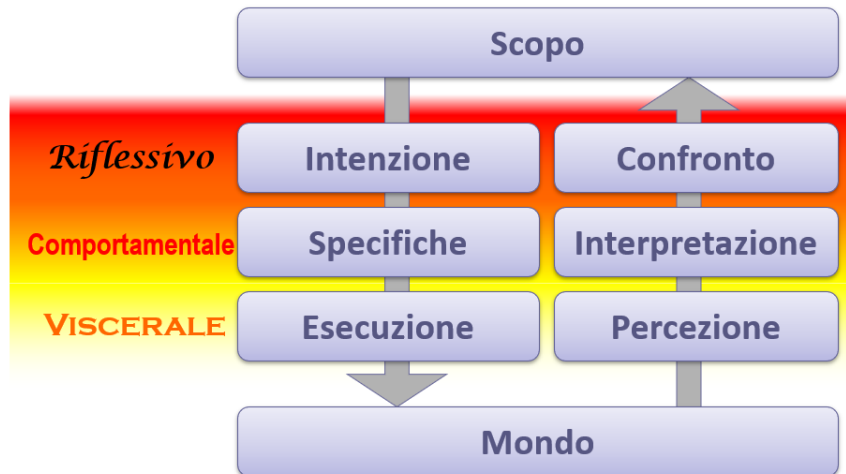 Scopo
Riflessivo Intenzione Confronto
Comportamentale Specifiche Interpretazione
VISCERALE Esecuzione Percezione
Mondo